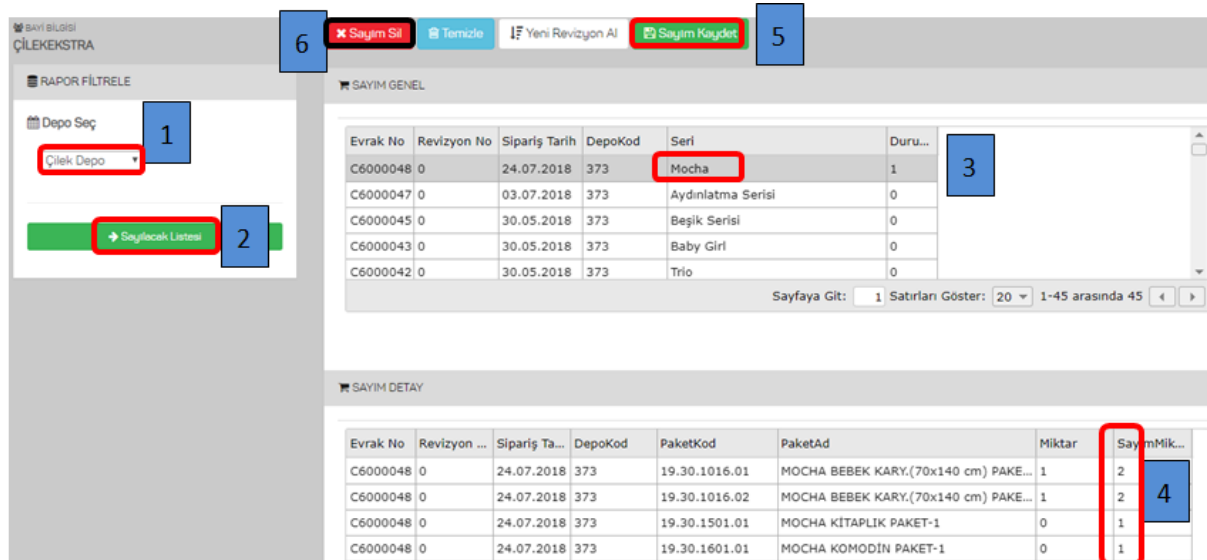 BAYİ BİLGİSİ
ÇİLEKEKSTRA
6
Sayım Sil
Temizle
Yeni Revizyon Al
Sayım Kaydet
5
RAPOR FİLTRELE
Depo Seç
1
Çilek Depo
Sayılacak Listesi
2
SAYIM GENEL
Evrak No Revizyon No Sipariş Tarih DepoKod Seri Duru...
C6000048 0 24.07.2018 373 Mocha 1
C6000047 0 03.07.2018 373 Aydınlatma Serisi 0
C6000045 0 30.05.2018 373 Beşik Serisi 0
C6000043 0 30.05.2018 373 Baby Girl 0
C6000042 0 30.05.2018 373 Trio 0
3
Sayfaya Git: 1 Satırları Göster: 20 1-45 arasında 45
SAYIM DETAY
Evrak No Revizyon ... Sipariş Ta... DepoKod PaketKod PaketAd Miktar SayımMik...
C6000048 0 24.07.2018 373 19.30.1016.01 MOCHA BEBEK KARY.(70x140 cm) PAKE... 1 2
C6000048 0 24.07.2018 373 19.30.1016.02 MOCHA BEBEK KARY.(70x140 cm) PAKE... 1 2
C6000048 0 24.07.2018 373 19.30.1501.01 MOCHA KİTAPLIK PAKET-1 0 1
C6000048 0 24.07.2018 373 19.30.1601.01 MOCHA KOMODİN PAKET-1 0 1
4